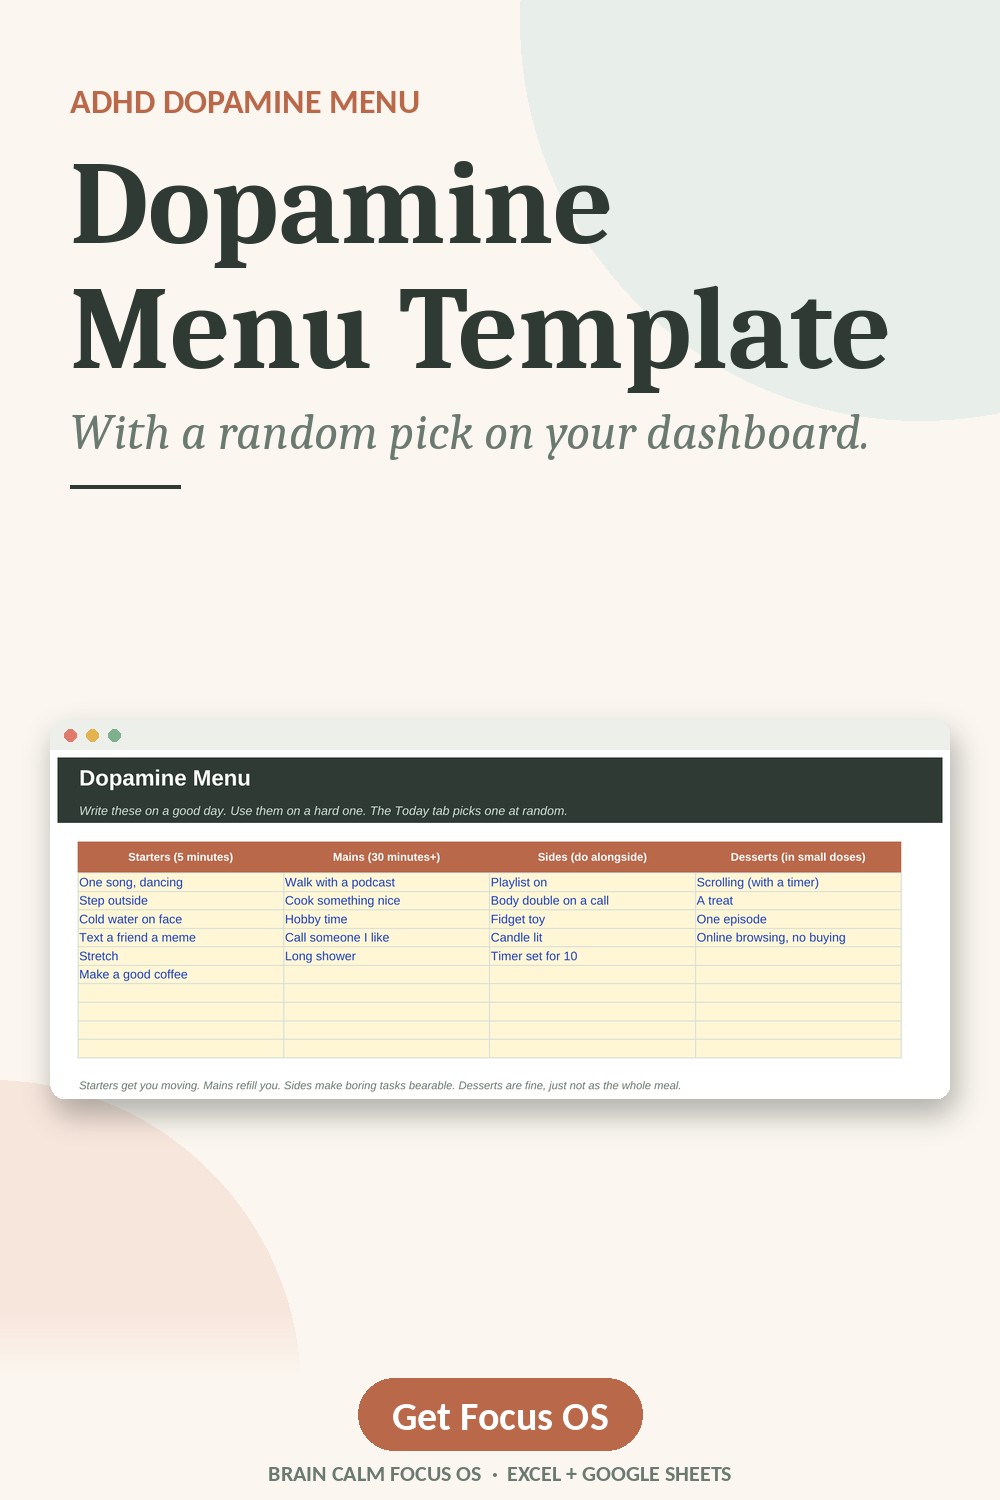 ADHD DOPAMINE MENU
Dopamine
Menu Template
With a random pick on your dashboard.
Dopamine Menu
Write these on a good day. Use them on a hard one. The Today tab picks one at random.
Starters (5 minutes) Mains (30 minutes+) Sides (do alongside) Desserts (in small doses)
One song, dancing Walk with a podcast Playlist on Scrolling (with a timer)
Step outside Cook something nice Body double on a call A treat
Cold water on face Hobby time Fidget toy One episode
Text a friend a meme Call someone I like Candle lit Online browsing, no buying
Stretch Long shower Timer set for 10
Make a good coffee
Starters get you moving. Mains refill you. Sides make boring tasks bearable. Desserts are fine, just not as the whole meal.
Get Focus OS
BRAIN CALM FOCUS OS · EXCEL + GOOGLE SHEETS